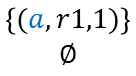 {(a, r1,1)}
∅